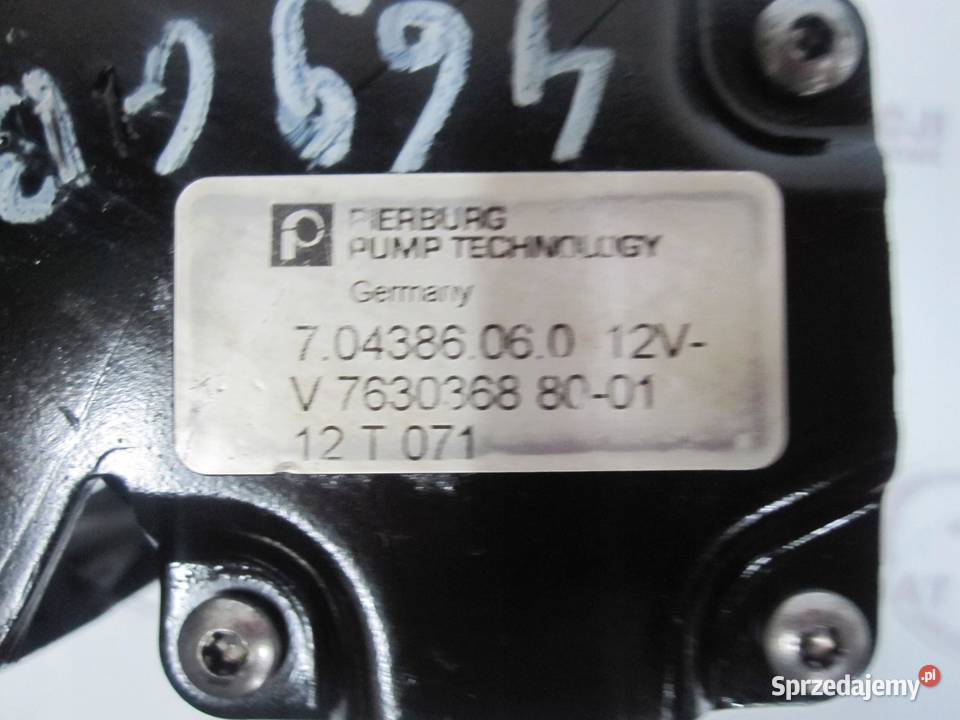 PIERBURG
PUMP TECHNOLOGY
Germany
7.04386.06.0 12V-
V 7630368 80-01
12 T 071
Sprzedajemy.pl